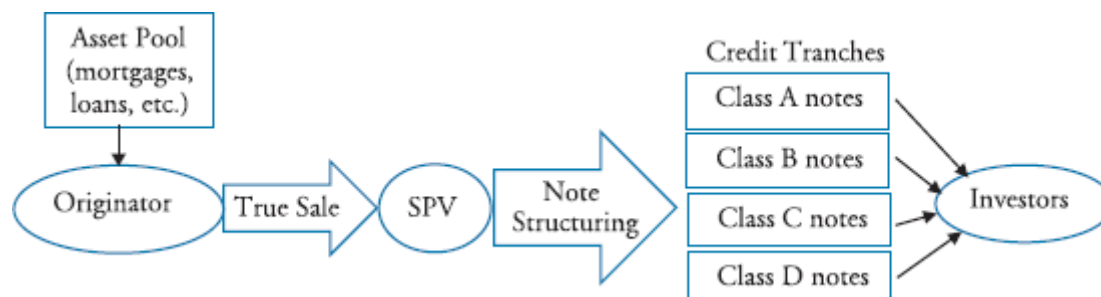 Asset Pool
(mortgages,
loans, etc.)
Originator
True Sale
SPV
Note
Structuring
Credit Tranches
Class A notes
Class B notes
Class C notes
Class D notes
Investors